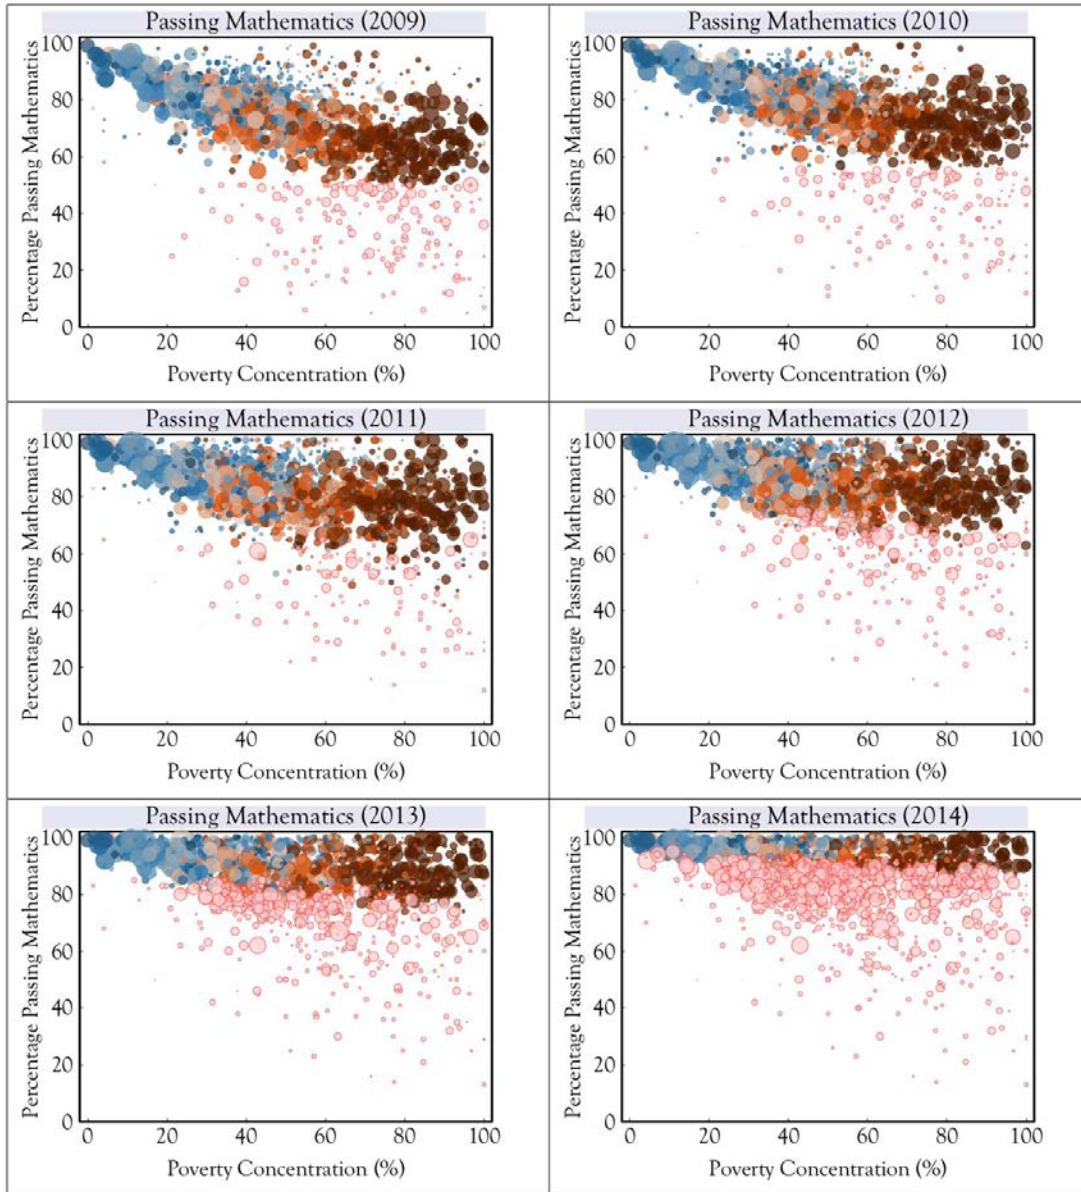 Passing Mathematics (2009)
Percentage Passing Mathematics
100
80
60
40
20
0
0 20 40 60 80 100
Poverty Concentration (%)
Passing Mathematics (2010)
Percentage Passing Mathematics
100
80
60
40
20
0
0 20 40 60 80 100
Poverty Concentration (%)
Passing Mathematics (2011)
Percentage Passing Mathematics
100
80
60
40
20
0
0 20 40 60 80 100
Poverty Concentration (%)
Passing Mathematics (2012)
Percentage Passing Mathematics
100
80
60
40
20
0
0 20 40 60 80 100
Poverty Concentration (%)
Passing Mathematics (2013)
Percentage Passing Mathematics
100
80
60
40
20
0
0 20 40 60 80 100
Poverty Concentration (%)
Passing Mathematics (2014)
Percentage Passing Mathematics
100
80
60
40
20
0
0 20 40 60 80 100
Poverty Concentration (%)